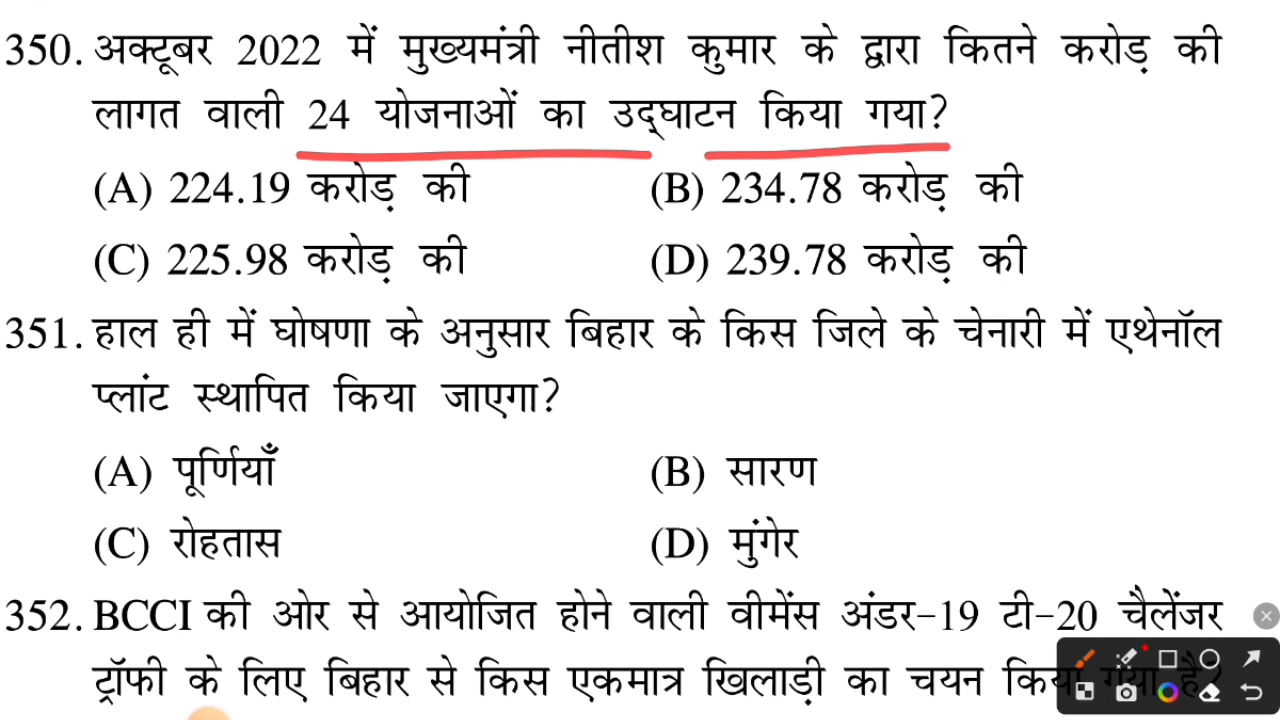 350. अक्टूबर 2022 में मुख्यमंत्री नीतीश कुमार के द्वारा कितने करोड़ की
लागत वाली 24 योजनाओं का उद्घाटन किया गया?
(A) 224.19 करोड़ की (B) 234.78 करोड़ की
(C) 225.98 करोड़ की (D) 239.78 करोड़ की
351. हाल ही में घोषणा के अनुसार बिहार के किस जिले के चेनारी में एथेनॉल
प्लांट स्थापित किया जाएगा?
(A) पूर्णियाँ (B) सारण
(C) रोहतास (D) मुंगेर
352. BCCI की ओर से आयोजित होने वाली वीमेंस अंडर-19 टी-20 चैलेंजर
ट्रॉफी के लिए बिहार से किस एकमात्र खिलाड़ी का चयन किया गया है?